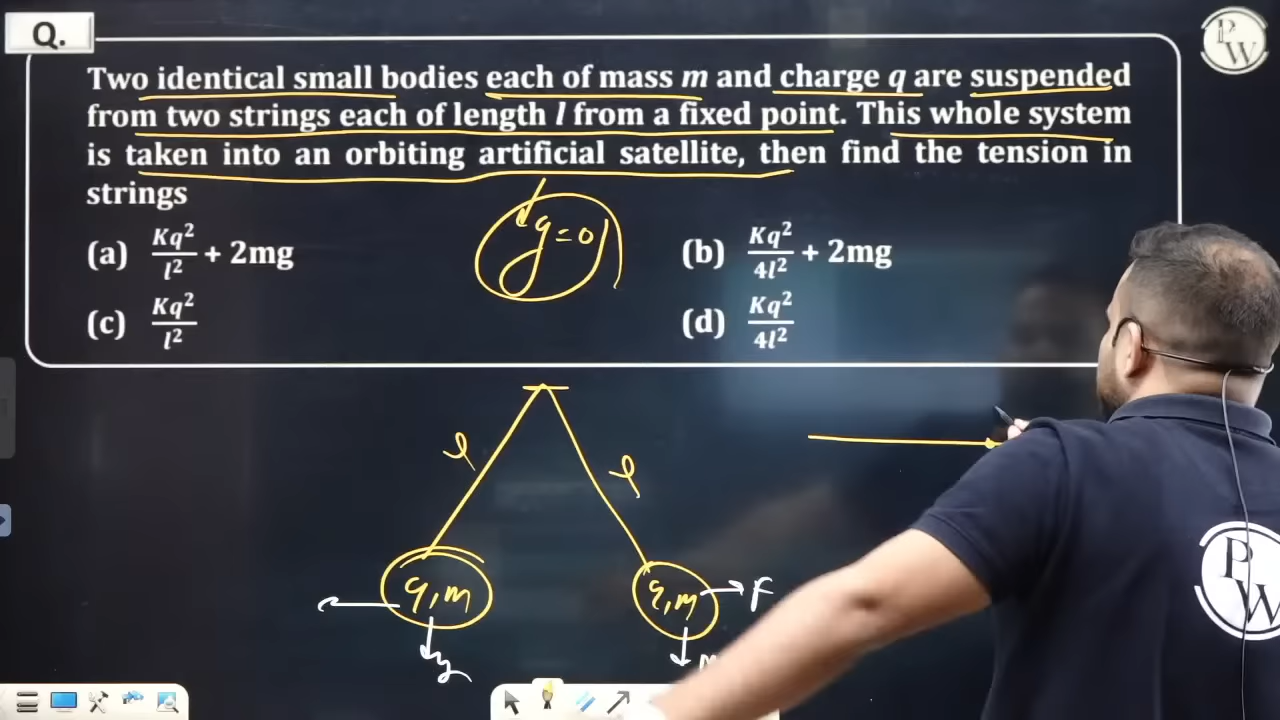 Q.
P
W
Two identical small bodies each of mass m and charge q are suspended
from two strings each of length l from a fixed point. This whole system
is taken into an orbiting artificial satellite, then find the tension in
strings
g=0
(a) Kq²/l² + 2mg
(b) Kq²/4l² + 2mg
(c) Kq²/l²
(d) Kq²/4l²
l
l
q,m
q,m
F
P
W